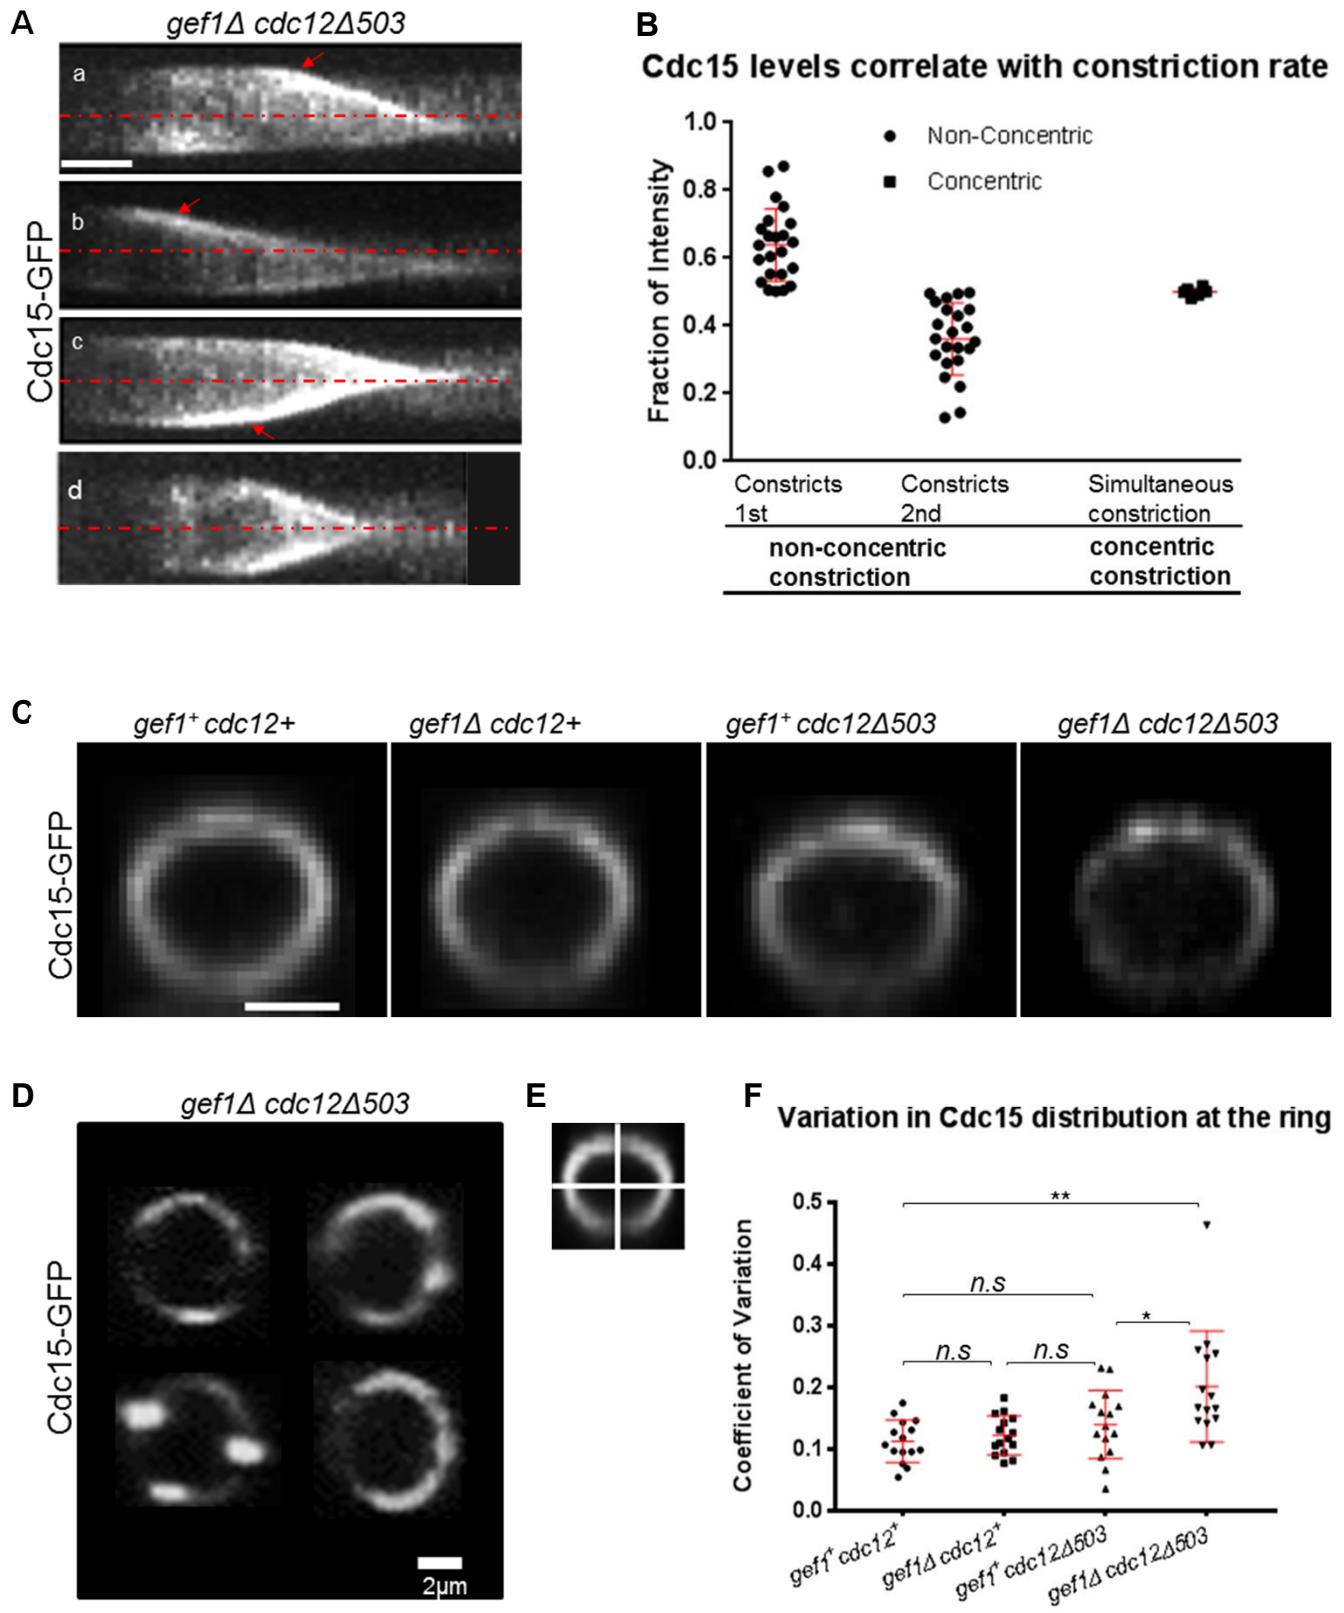 A
gef1Δ cdc12Δ503
Cdc15-GFP
a
b
c
d
B
Cdc15 levels correlate with constriction rate
Fraction of Intensity
1.0
0.8
0.6
0.4
0.2
0.0
Non-Concentric
Concentric
Constricts 1st
Constricts 2nd
Simultaneous constriction
non-concentric constriction
concentric constriction
C
gef1⁺ cdc12+
gef1Δ cdc12+
gef1⁺ cdc12Δ503
gef1Δ cdc12Δ503
Cdc15-GFP
D
gef1Δ cdc12Δ503
Cdc15-GFP
2µm
E
F
Variation in Cdc15 distribution at the ring
Coefficient of Variation
0.5
0.4
0.3
0.2
0.1
0.0
**
n.s
*
n.s
n.s
gef1⁺ cdc12⁺
gef1Δ cdc12⁺
gef1⁺ cdc12Δ503
gef1Δ cdc12Δ503